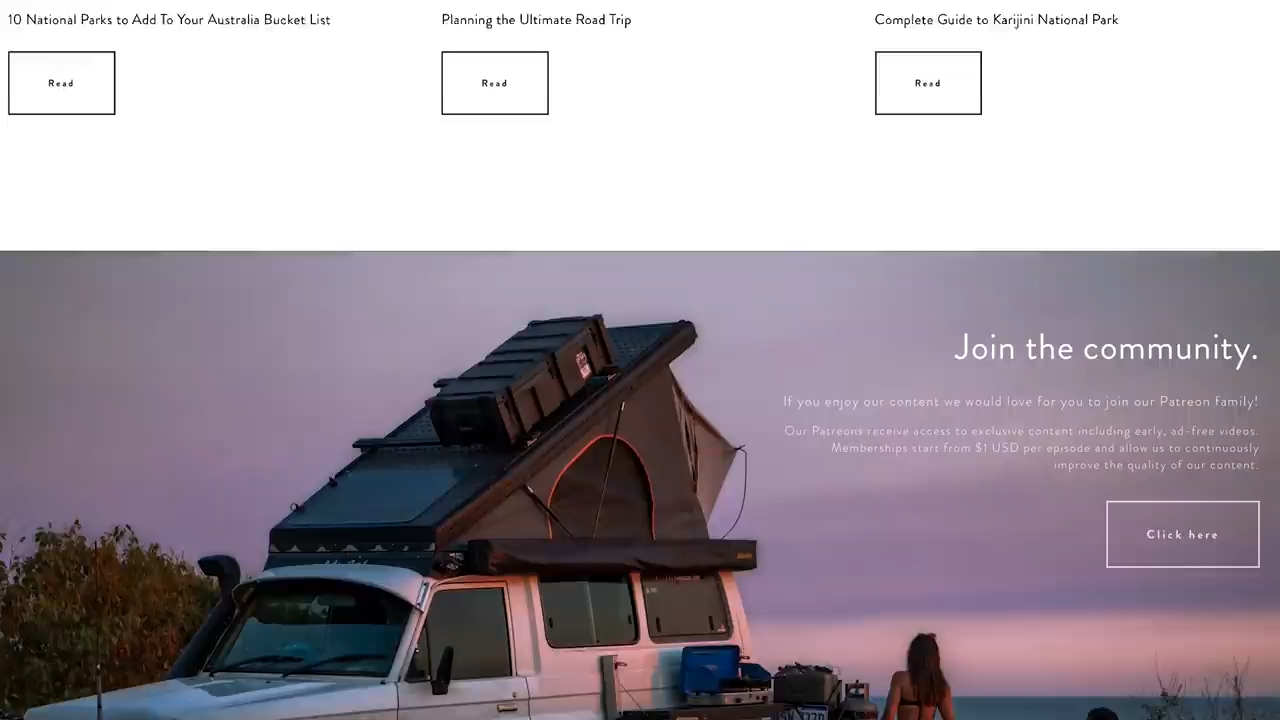 10 National Parks to Add To Your Australia Bucket List
Planning the Ultimate Road Trip
Complete Guide to Karijini National Park
Read
Read
Read
Join the community.
If you enjoy our content we would love for you to join our Patreon family!
Our Patreons receive access to exclusive content including early, ad-free videos.
Memberships start from $1 USD per episode and allow us to continuously
improve the quality of our content.
Click here